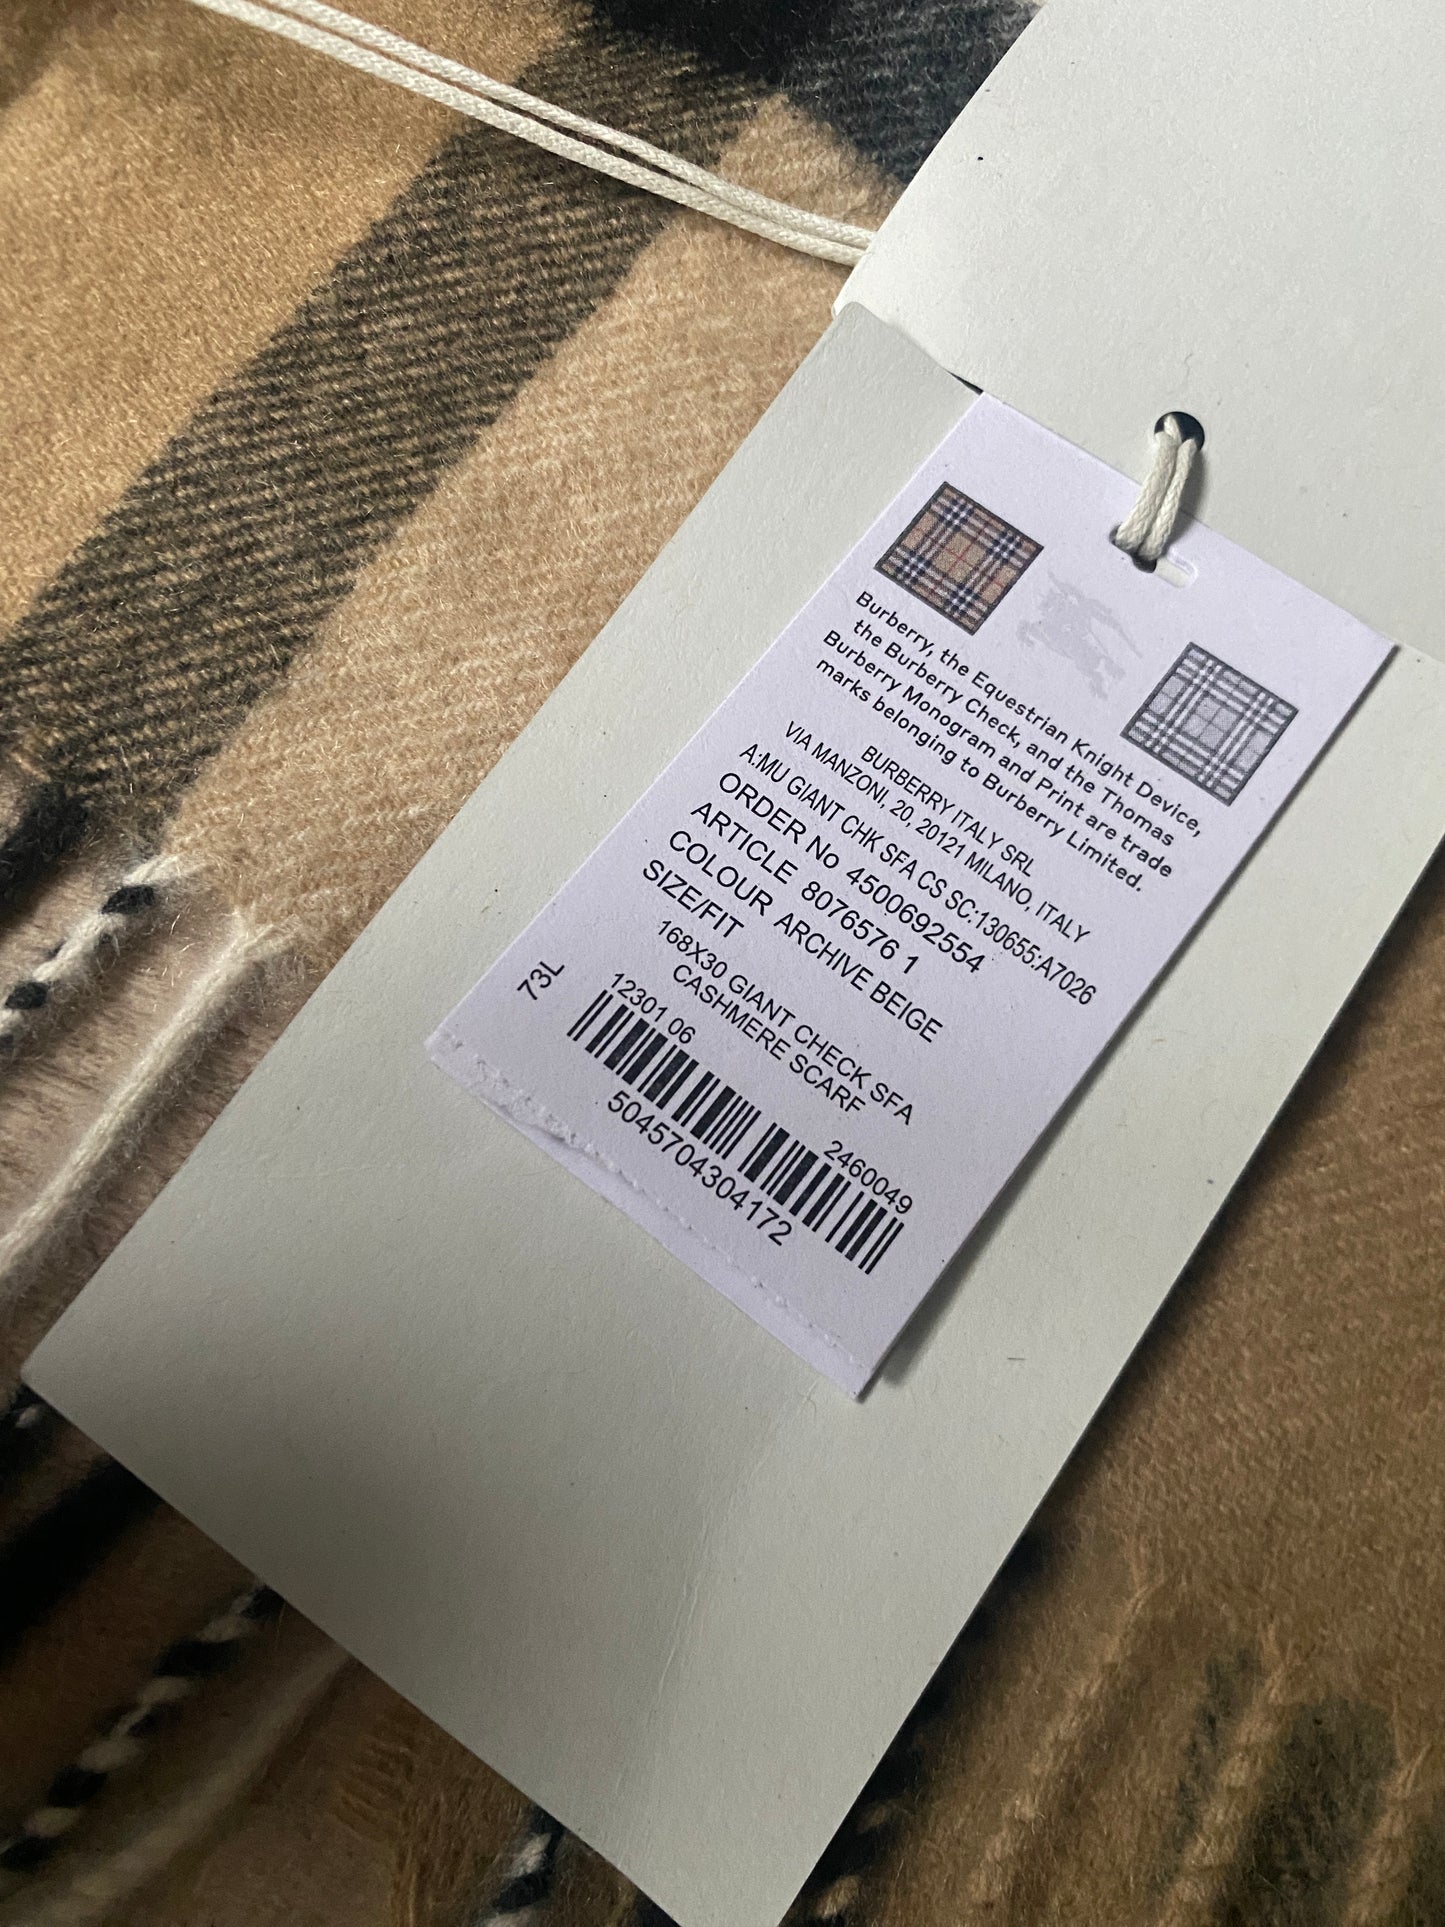 Burberry, the Equestrian Knight Device,
the Burberry Check, and the Thomas
Burberry Monogram and Print are trade
marks belonging to Burberry Limited.
BURBERRY ITALY SRL
VIA MANZONI, 20, 20121 MILANO, ITALY
A:MU GIANT CHK SFA CS SC:130655:A7026
ORDER No 4500692554
ARTICLE 8076576 1
COLOUR ARCHIVE BEIGE
SIZE/FIT
168X30 GIANT CHECK SFA
CASHMERE SCARF
73L
12301 06
2460049
5045704304172